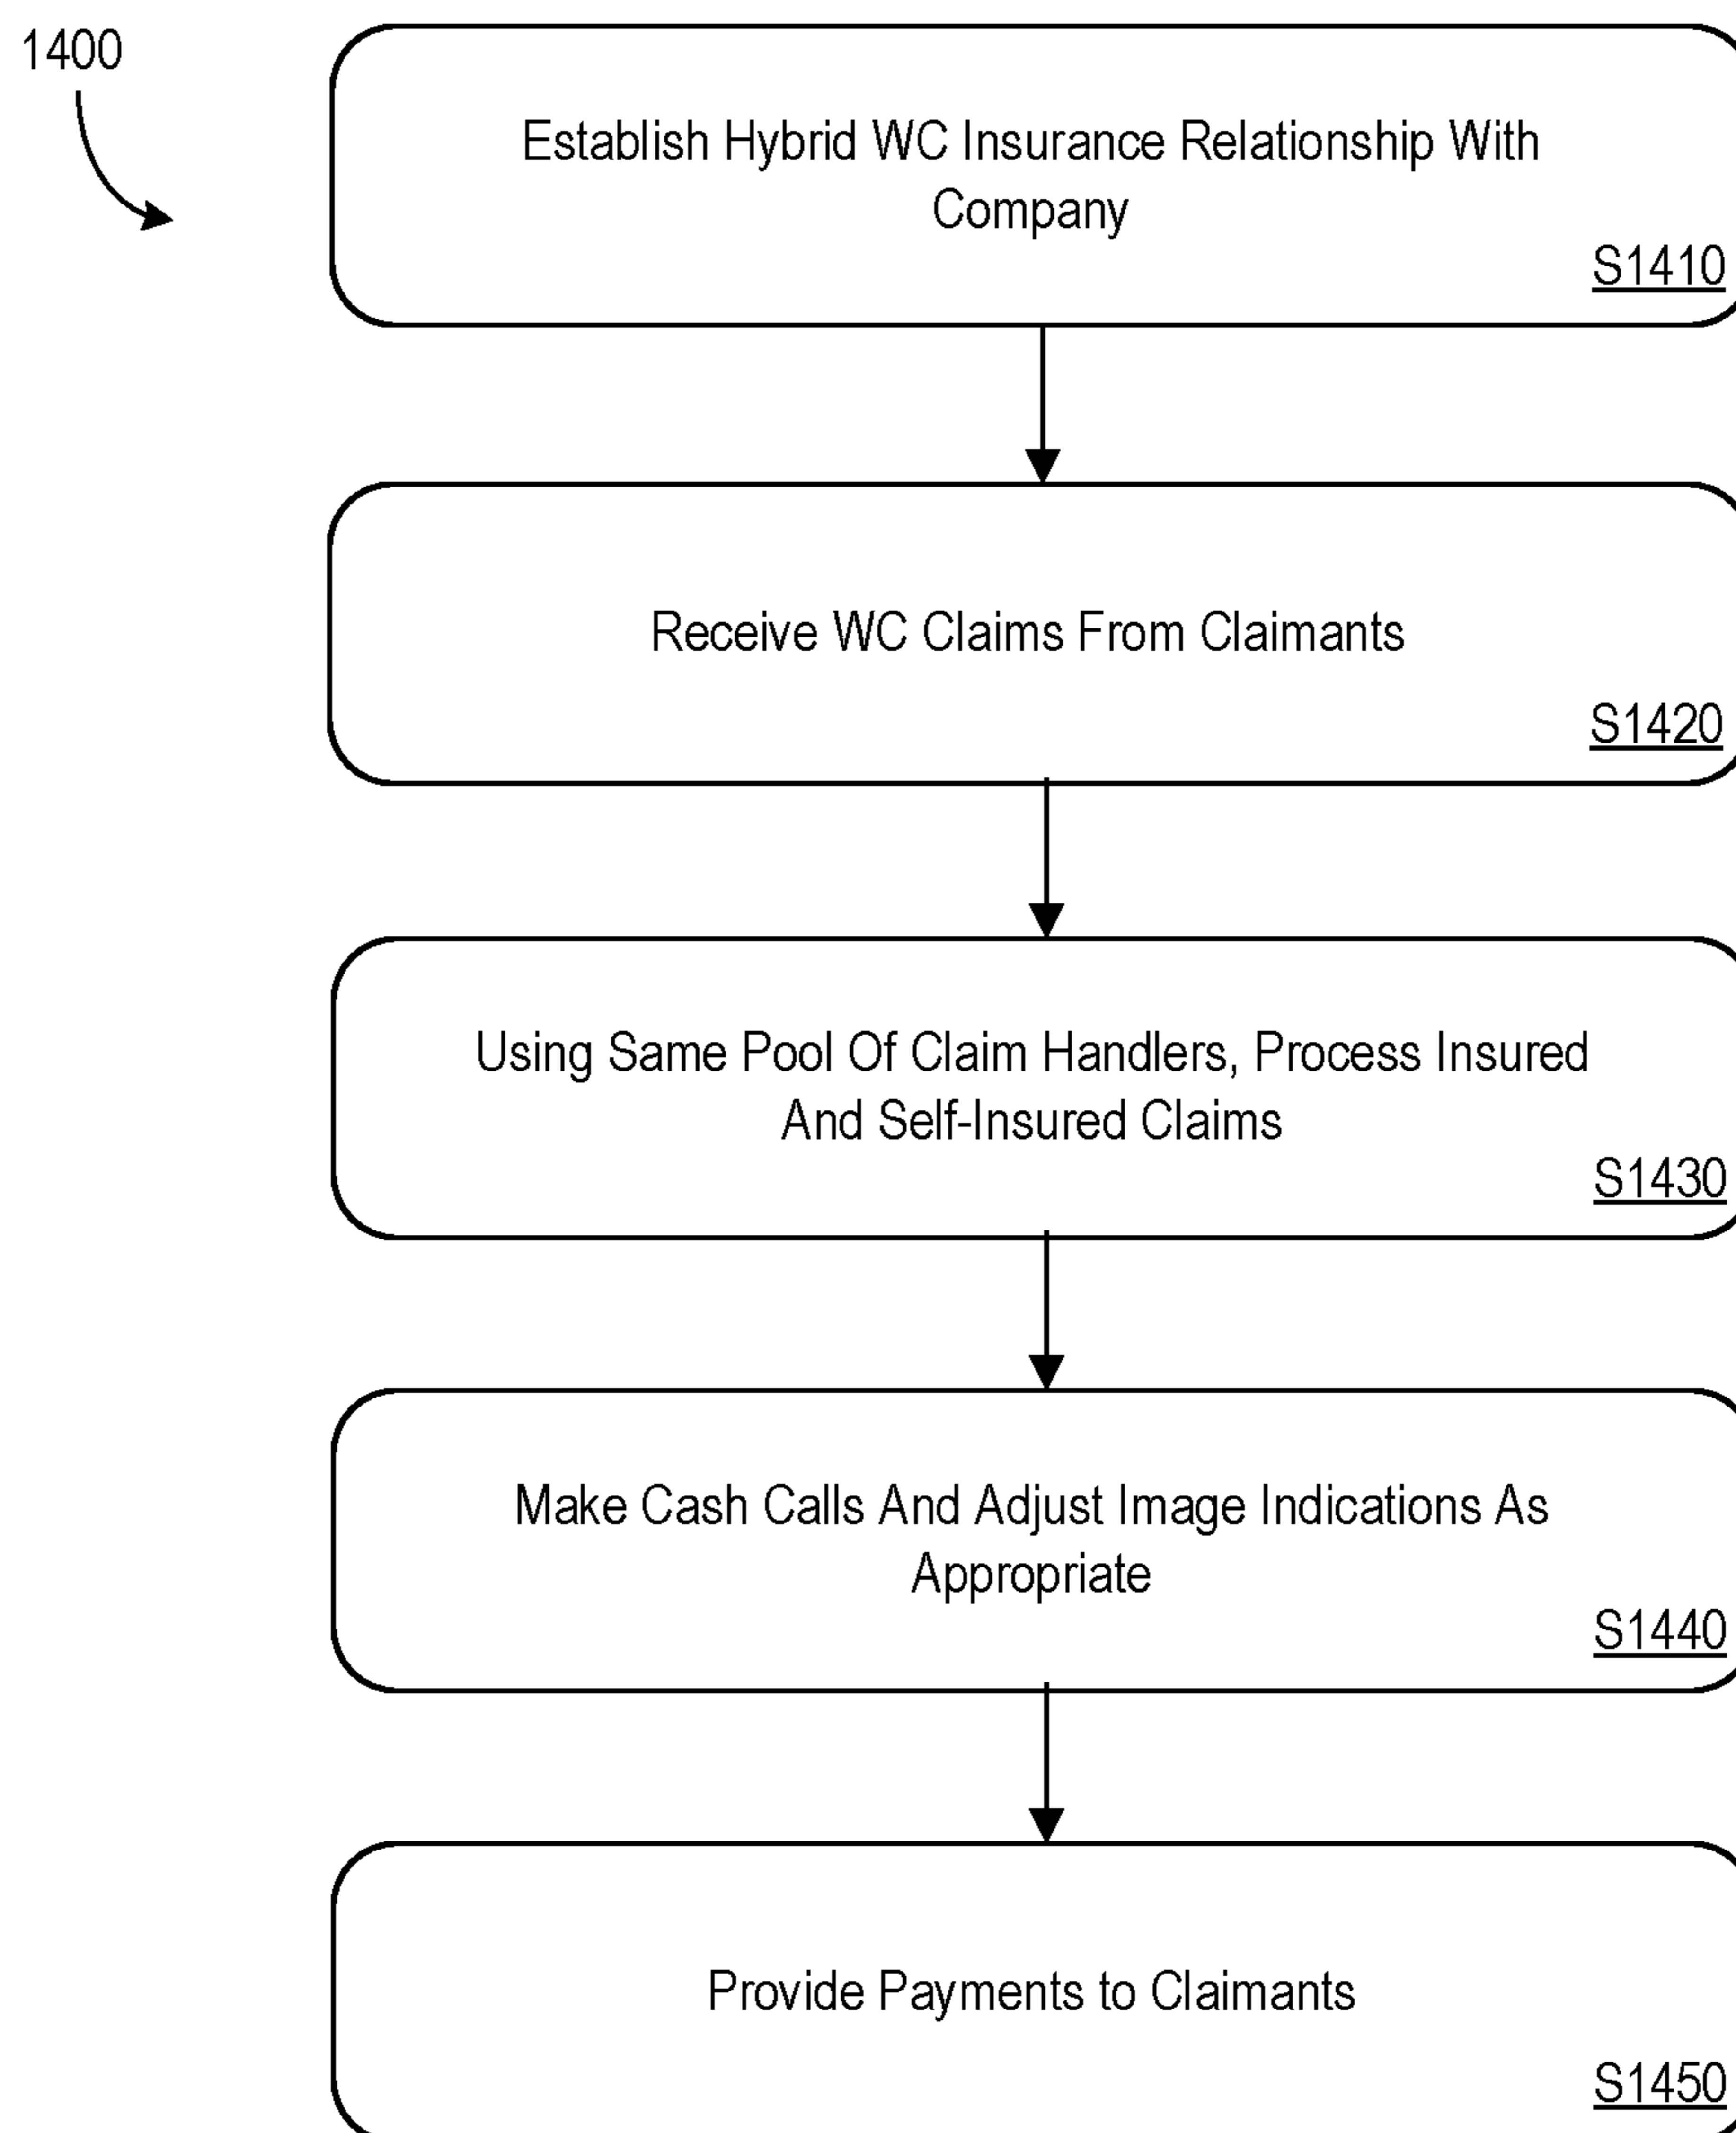 1400
Establish Hybrid WC Insurance Relationship With
Company
S1410
Receive WC Claims From Claimants
S1420
Using Same Pool Of Claim Handlers, Process Insured
And Self-Insured Claims
S1430
Make Cash Calls And Adjust Image Indications As
Appropriate
S1440
Provide Payments to Claimants
S1450